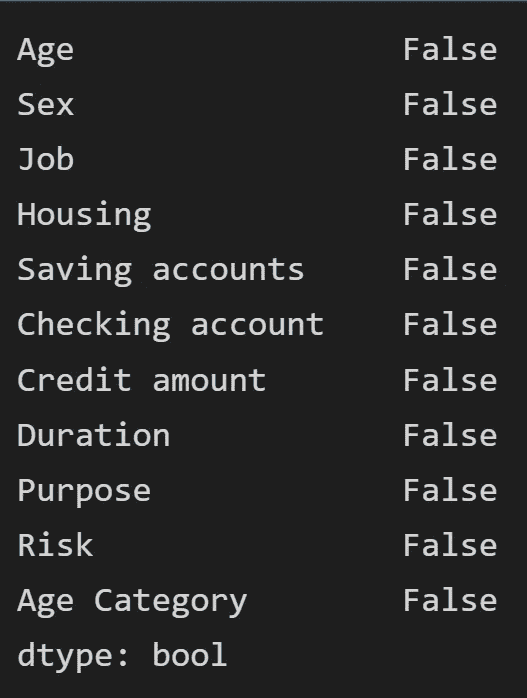 Age                 False
Sex                 False
Job                 False
Housing             False
Saving accounts     False
Checking account    False
Credit amount       False
Duration            False
Purpose             False
Risk                False
Age Category        False
dtype: bool